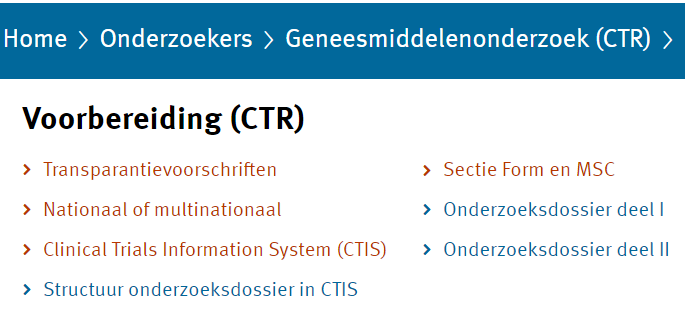 Home > Onderzoekers > Geneesmiddelenonderzoek (CTR) >
Voorbereiding (CTR)
> Transparantievoorschriften
> Nationaal of multinationaal
> Clinical Trials Information System (CTIS)
> Structuur onderzoeksdossier in CTIS
> Sectie Form en MSC
> Onderzoeksdossier deel I
> Onderzoeksdossier deel II